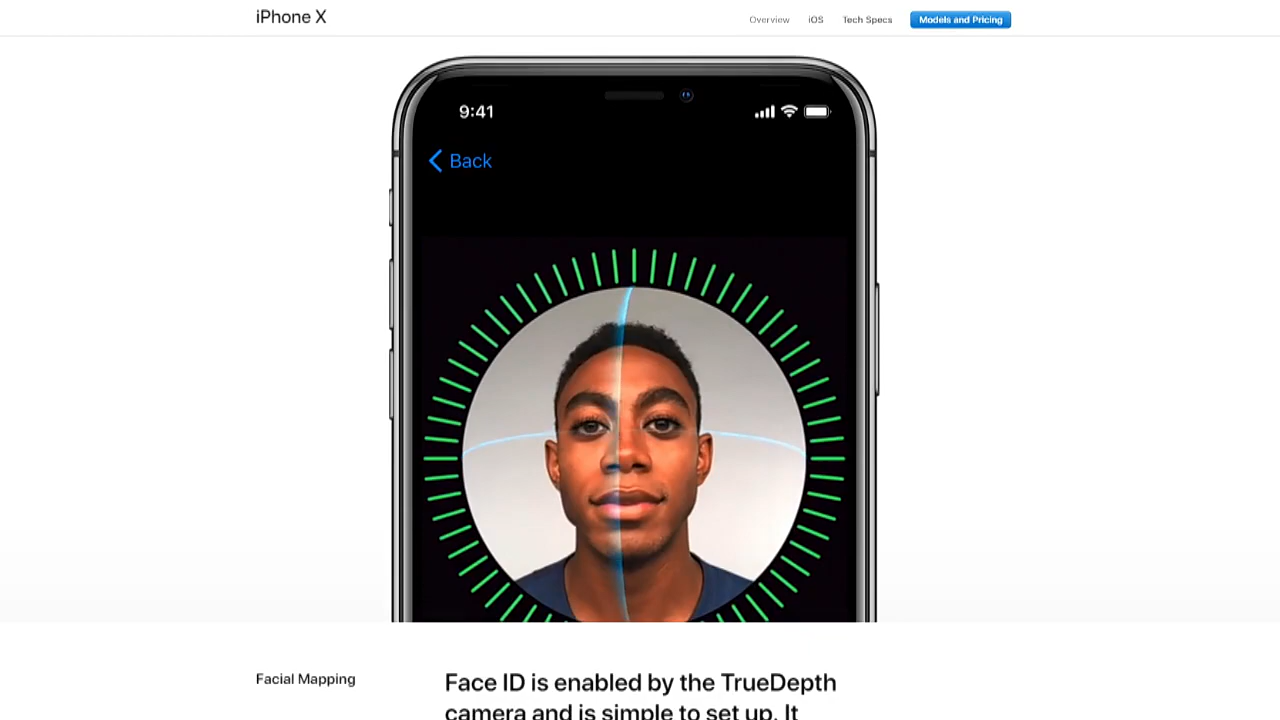 iPhone X
Overview iOS Tech Specs Models and Pricing
9:41
Back
Facial Mapping
Face ID is enabled by the TrueDepth
camera and is simple to set up. It